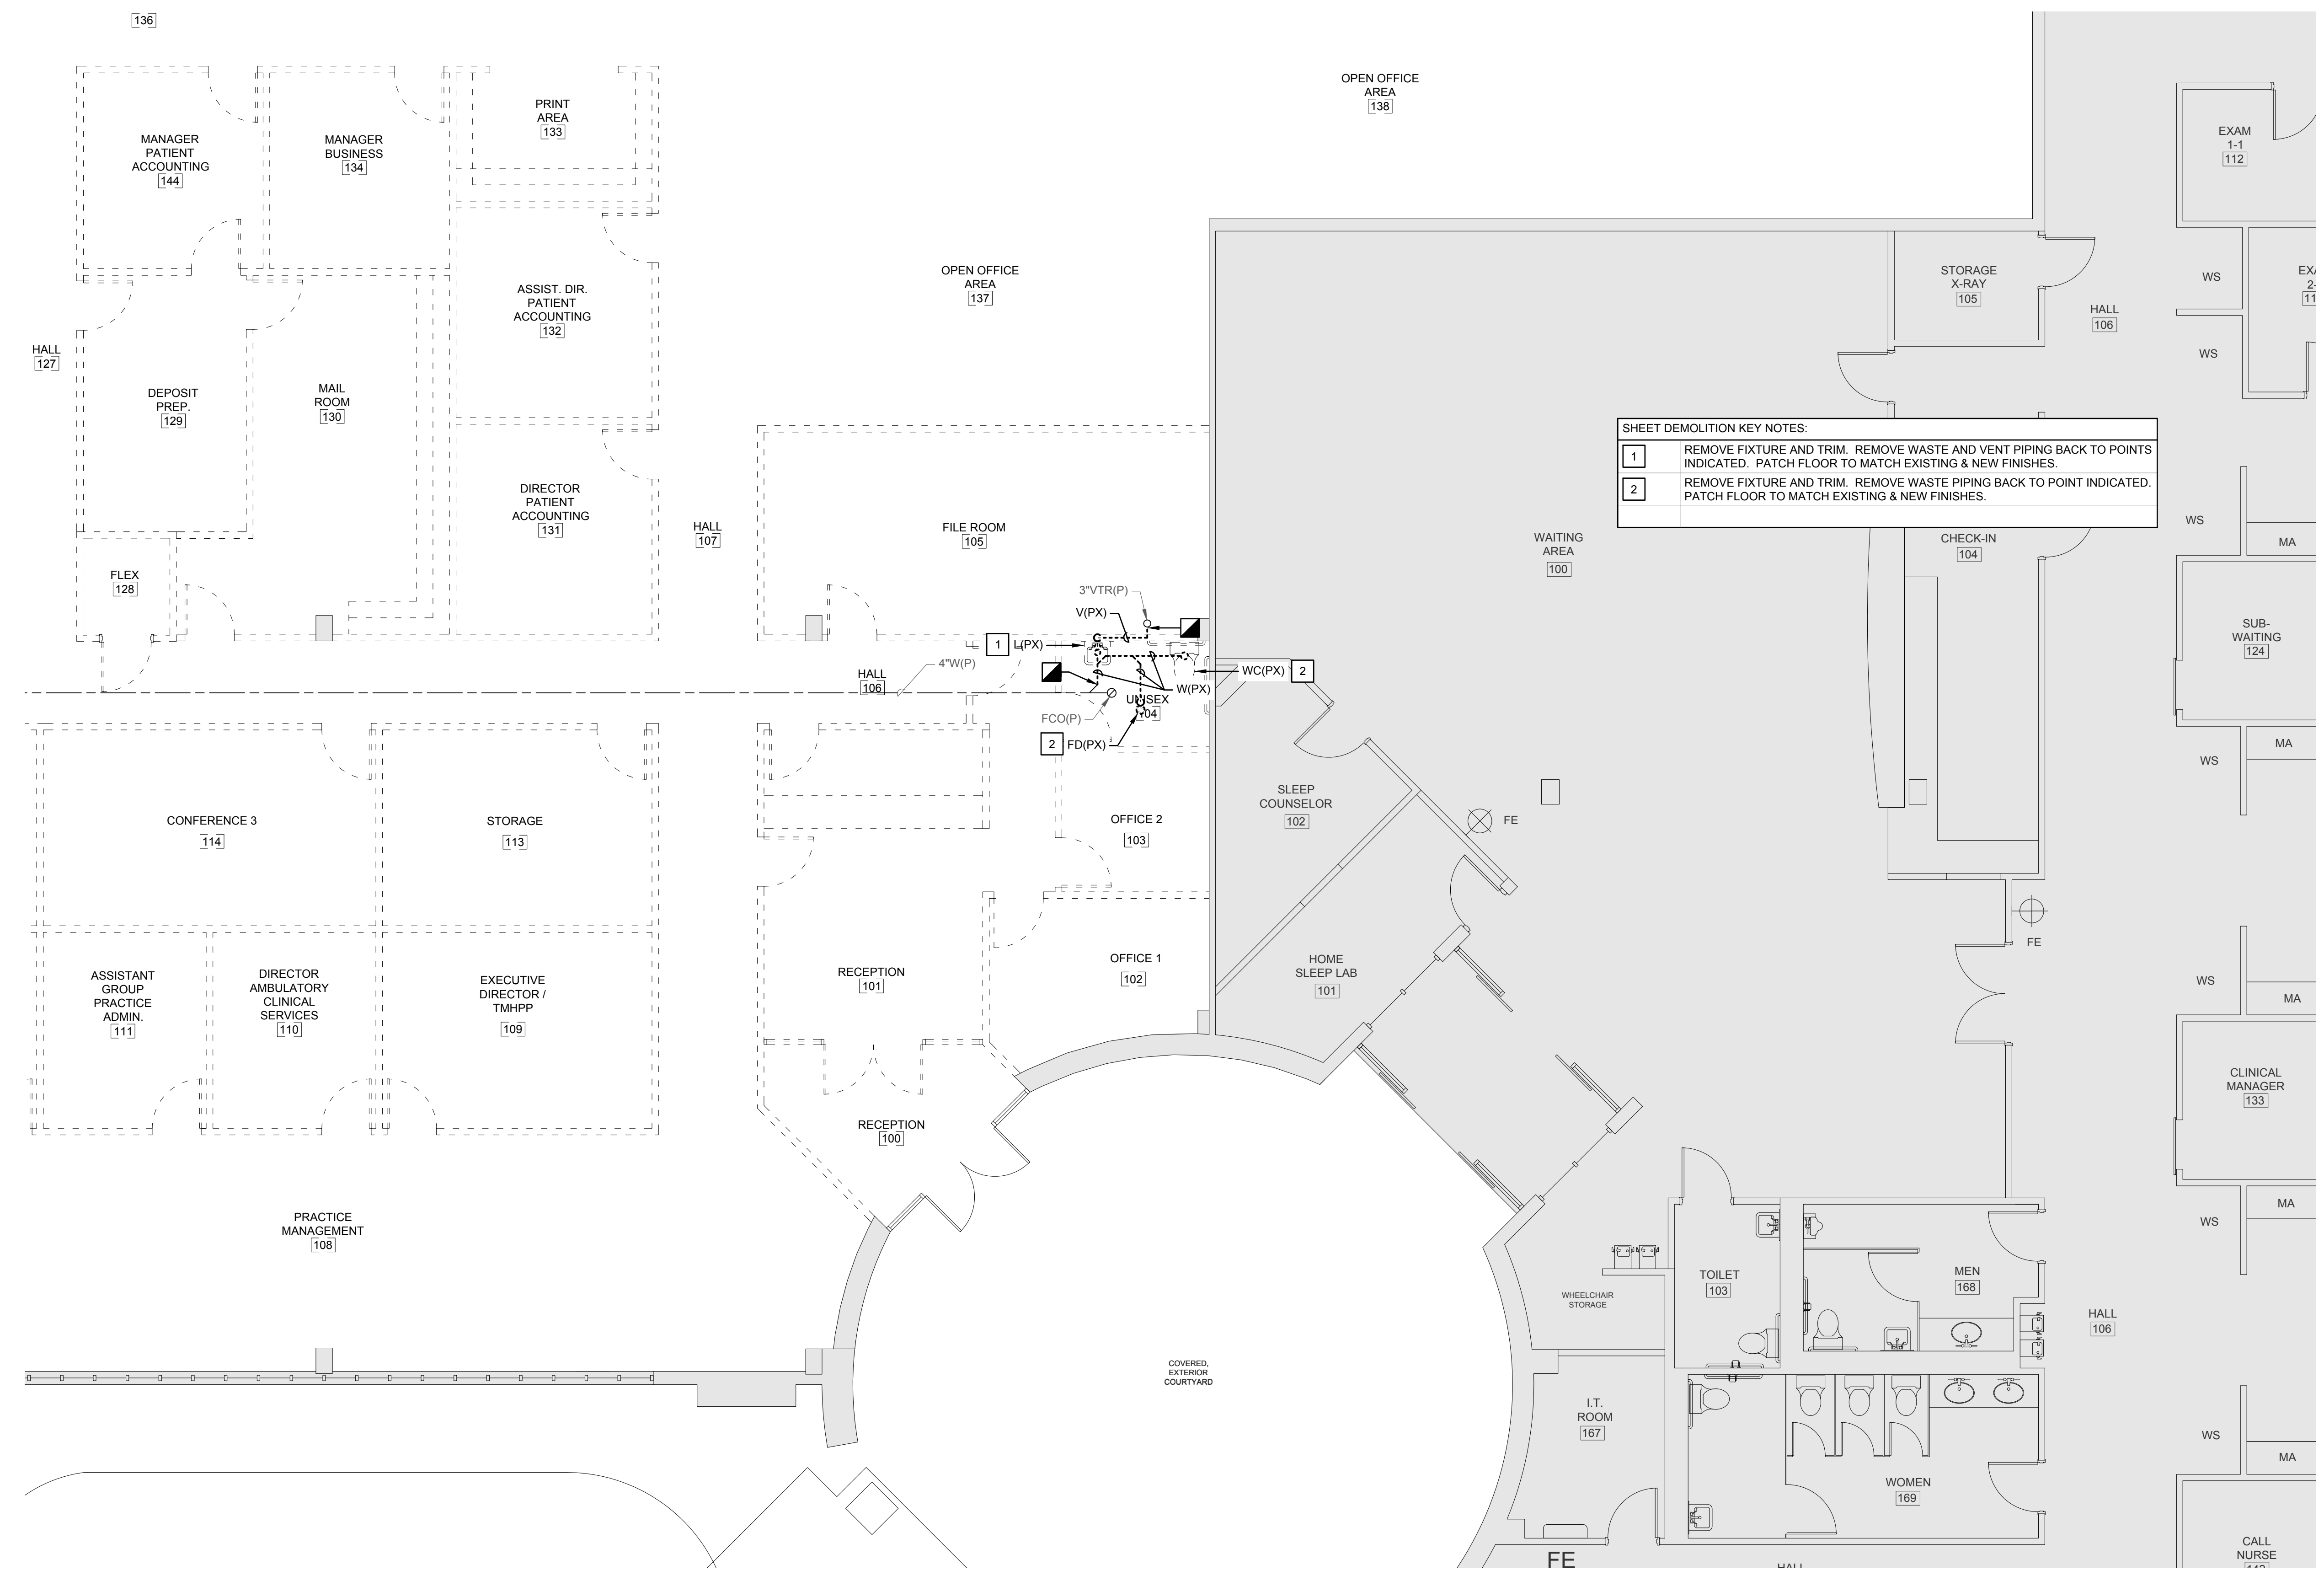 136
OPEN OFFICE
AREA
138
PRINT
AREA
133
MANAGER
PATIENT
ACCOUNTING
144
MANAGER
BUSINESS
134
EXAM
1-1
112
OPEN OFFICE
AREA
137
STORAGE
X-RAY
105
WS
HALL
106
ASSIST. DIR.
PATIENT
ACCOUNTING
132
HALL
127
WS
DEPOSIT
PREP.
129
MAIL
ROOM
130
SHEET DEMOLITION KEY NOTES:
1 REMOVE FIXTURE AND TRIM. REMOVE WASTE AND VENT PIPING BACK TO POINTS
INDICATED. PATCH FLOOR TO MATCH EXISTING & NEW FINISHES.
2 REMOVE FIXTURE AND TRIM. REMOVE WASTE PIPING BACK TO POINT INDICATED.
PATCH FLOOR TO MATCH EXISTING & NEW FINISHES.
DIRECTOR
PATIENT
ACCOUNTING
131
HALL
107
FILE ROOM
105
WAITING
AREA
100
CHECK-IN
104
WS
MA
FLEX
128
3"VTR(P)
V(PX)
1 L(PX)
4"W(P)
HALL
106
WC(PX) 2
W(PX)
UNISEX
104
FCO(P)
2 FD(PX)
SUB-
WAITING
124
MA
WS
CONFERENCE 3
114
STORAGE
113
OFFICE 2
103
SLEEP
COUNSELOR
102
FE
FE
ASSISTANT
GROUP
PRACTICE
ADMIN.
111
DIRECTOR
AMBULATORY
CLINICAL
SERVICES
110
EXECUTIVE
DIRECTOR /
TMHPP
109
RECEPTION
101
OFFICE 1
102
HOME
SLEEP LAB
101
WS
MA
CLINICAL
MANAGER
133
RECEPTION
100
PRACTICE
MANAGEMENT
108
MA
WS
TOILET
103
MEN
168
WHEELCHAIR
STORAGE
HALL
106
COVERED,
EXTERIOR
COURTYARD
I.T.
ROOM
167
WS
MA
WOMEN
169
FE
HALL
CALL
NURSE